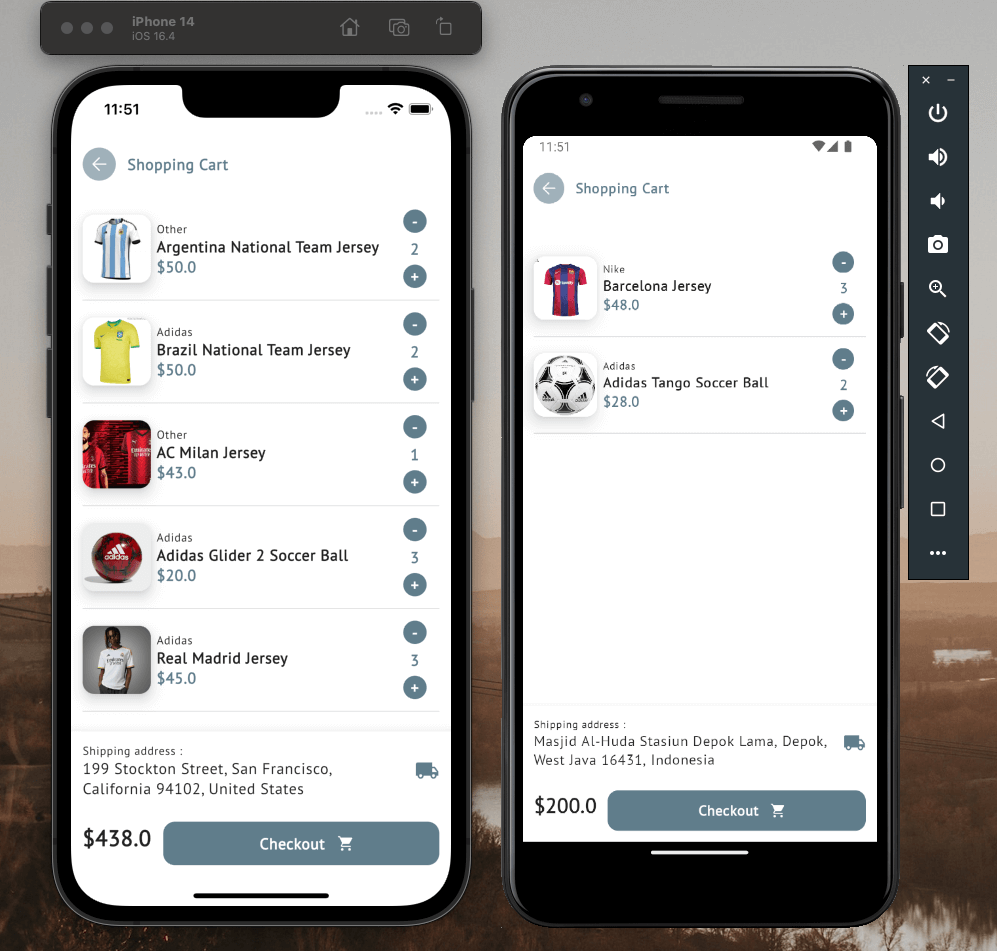 iPhone 14
iOS 16.4
11:51
Shopping Cart
Other
Argentina National Team Jersey
$50.0
-
2
+
Adidas
Brazil National Team Jersey
$50.0
-
2
+
Other
AC Milan Jersey
$43.0
-
1
+
adidas
Adidas
Adidas Glider 2 Soccer Ball
$20.0
-
3
+
Adidas
Real Madrid Jersey
$45.0
-
3
+
Shipping address :
199 Stockton Street, San Francisco,
California 94102, United States
$438.0
Checkout
11:51
Shopping Cart
Nike
Barcelona Jersey
$48.0
-
3
+
Adidas
Adidas Tango Soccer Ball
$28.0
-
2
+
Shipping address :
Masjid Al-Huda Stasiun Depok Lama, Depok,
West Java 16431, Indonesia
$200.0
Checkout